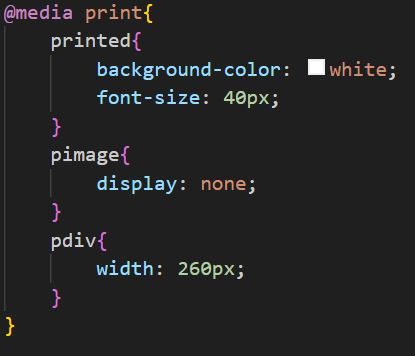 @media print{
    printed{
        background-color: white;
        font-size: 40px;
    }
    pimage{
        display: none;
    }
    pdiv{
        width: 260px;
    }
}